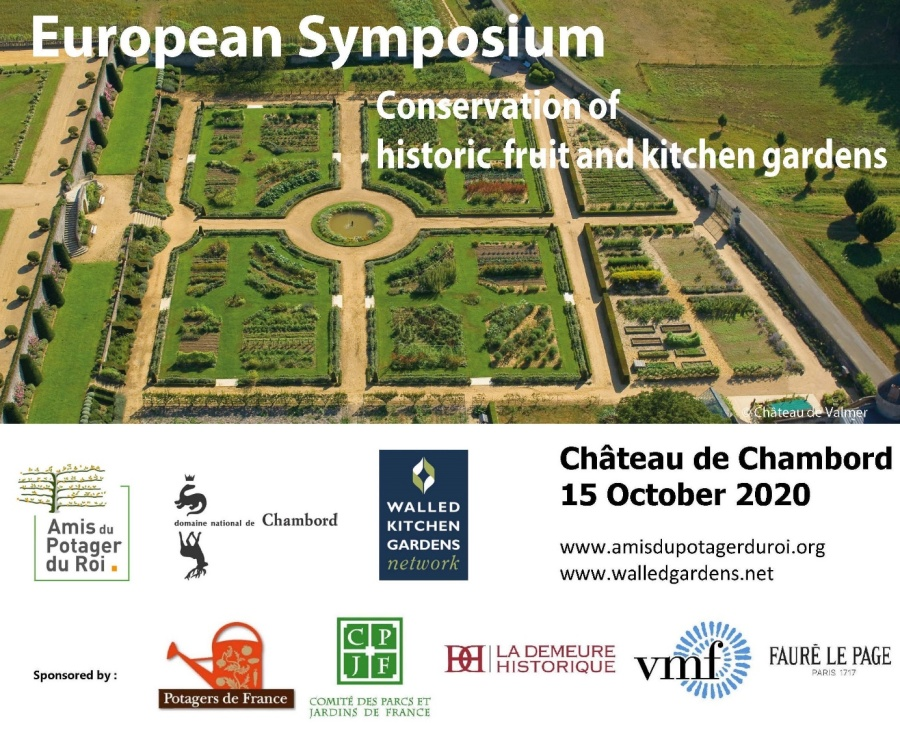 European Symposium
Conservation of
historic fruit and kitchen gardens
© Château de Valmer
Château de Chambord
15 October 2020
www.amisdupotagerduroi.org
www.walledgardens.net
Amis du
Potager
du Roi
domaine national de Chambord
WALLED
KITCHEN
GARDENS
network
Sponsored by :
Potagers de France
C P
J F
COMITÉ DES PARCS ET
JARDINS DE FRANCE
DH LA DEMEURE
HISTORIQUE
vmf
FAURÉ LE PAGE
PARIS 1717